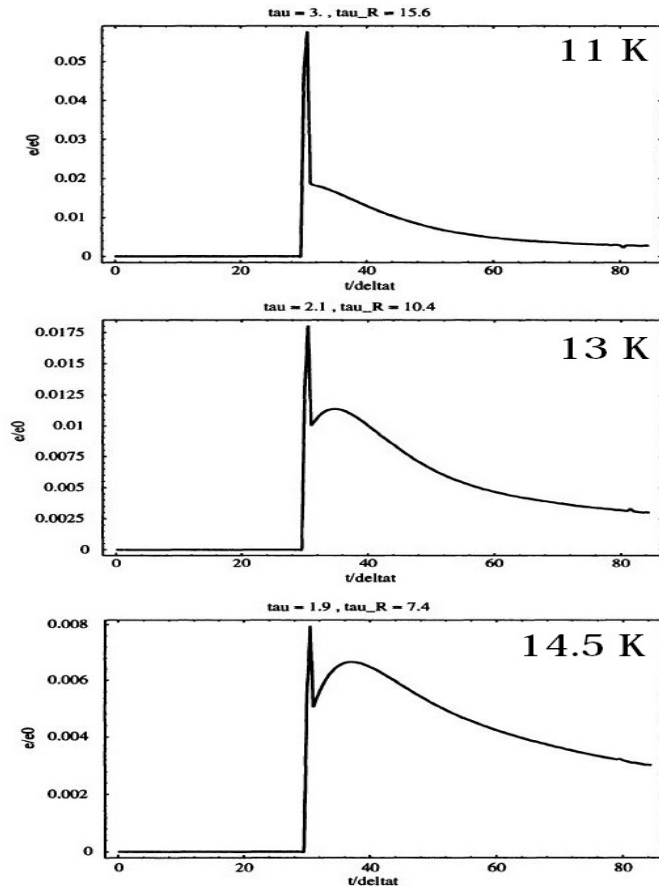 tau = 3. , tau_R = 15.6
11 K
0.05
0.04
0.03
0.02
0.01
0
e/e0
0 20 40 60 80
t/deltat
tau = 2.1 , tau_R = 10.4
13 K
0.0175
0.015
0.0125
0.01
0.0075
0.005
0.0025
0
e/e0
0 20 40 60 80
t/deltat
tau = 1.9 , tau_R = 7.4
14.5 K
0.008
0.006
0.004
0.002
0
e/e0
0 20 40 60 80
t/deltat